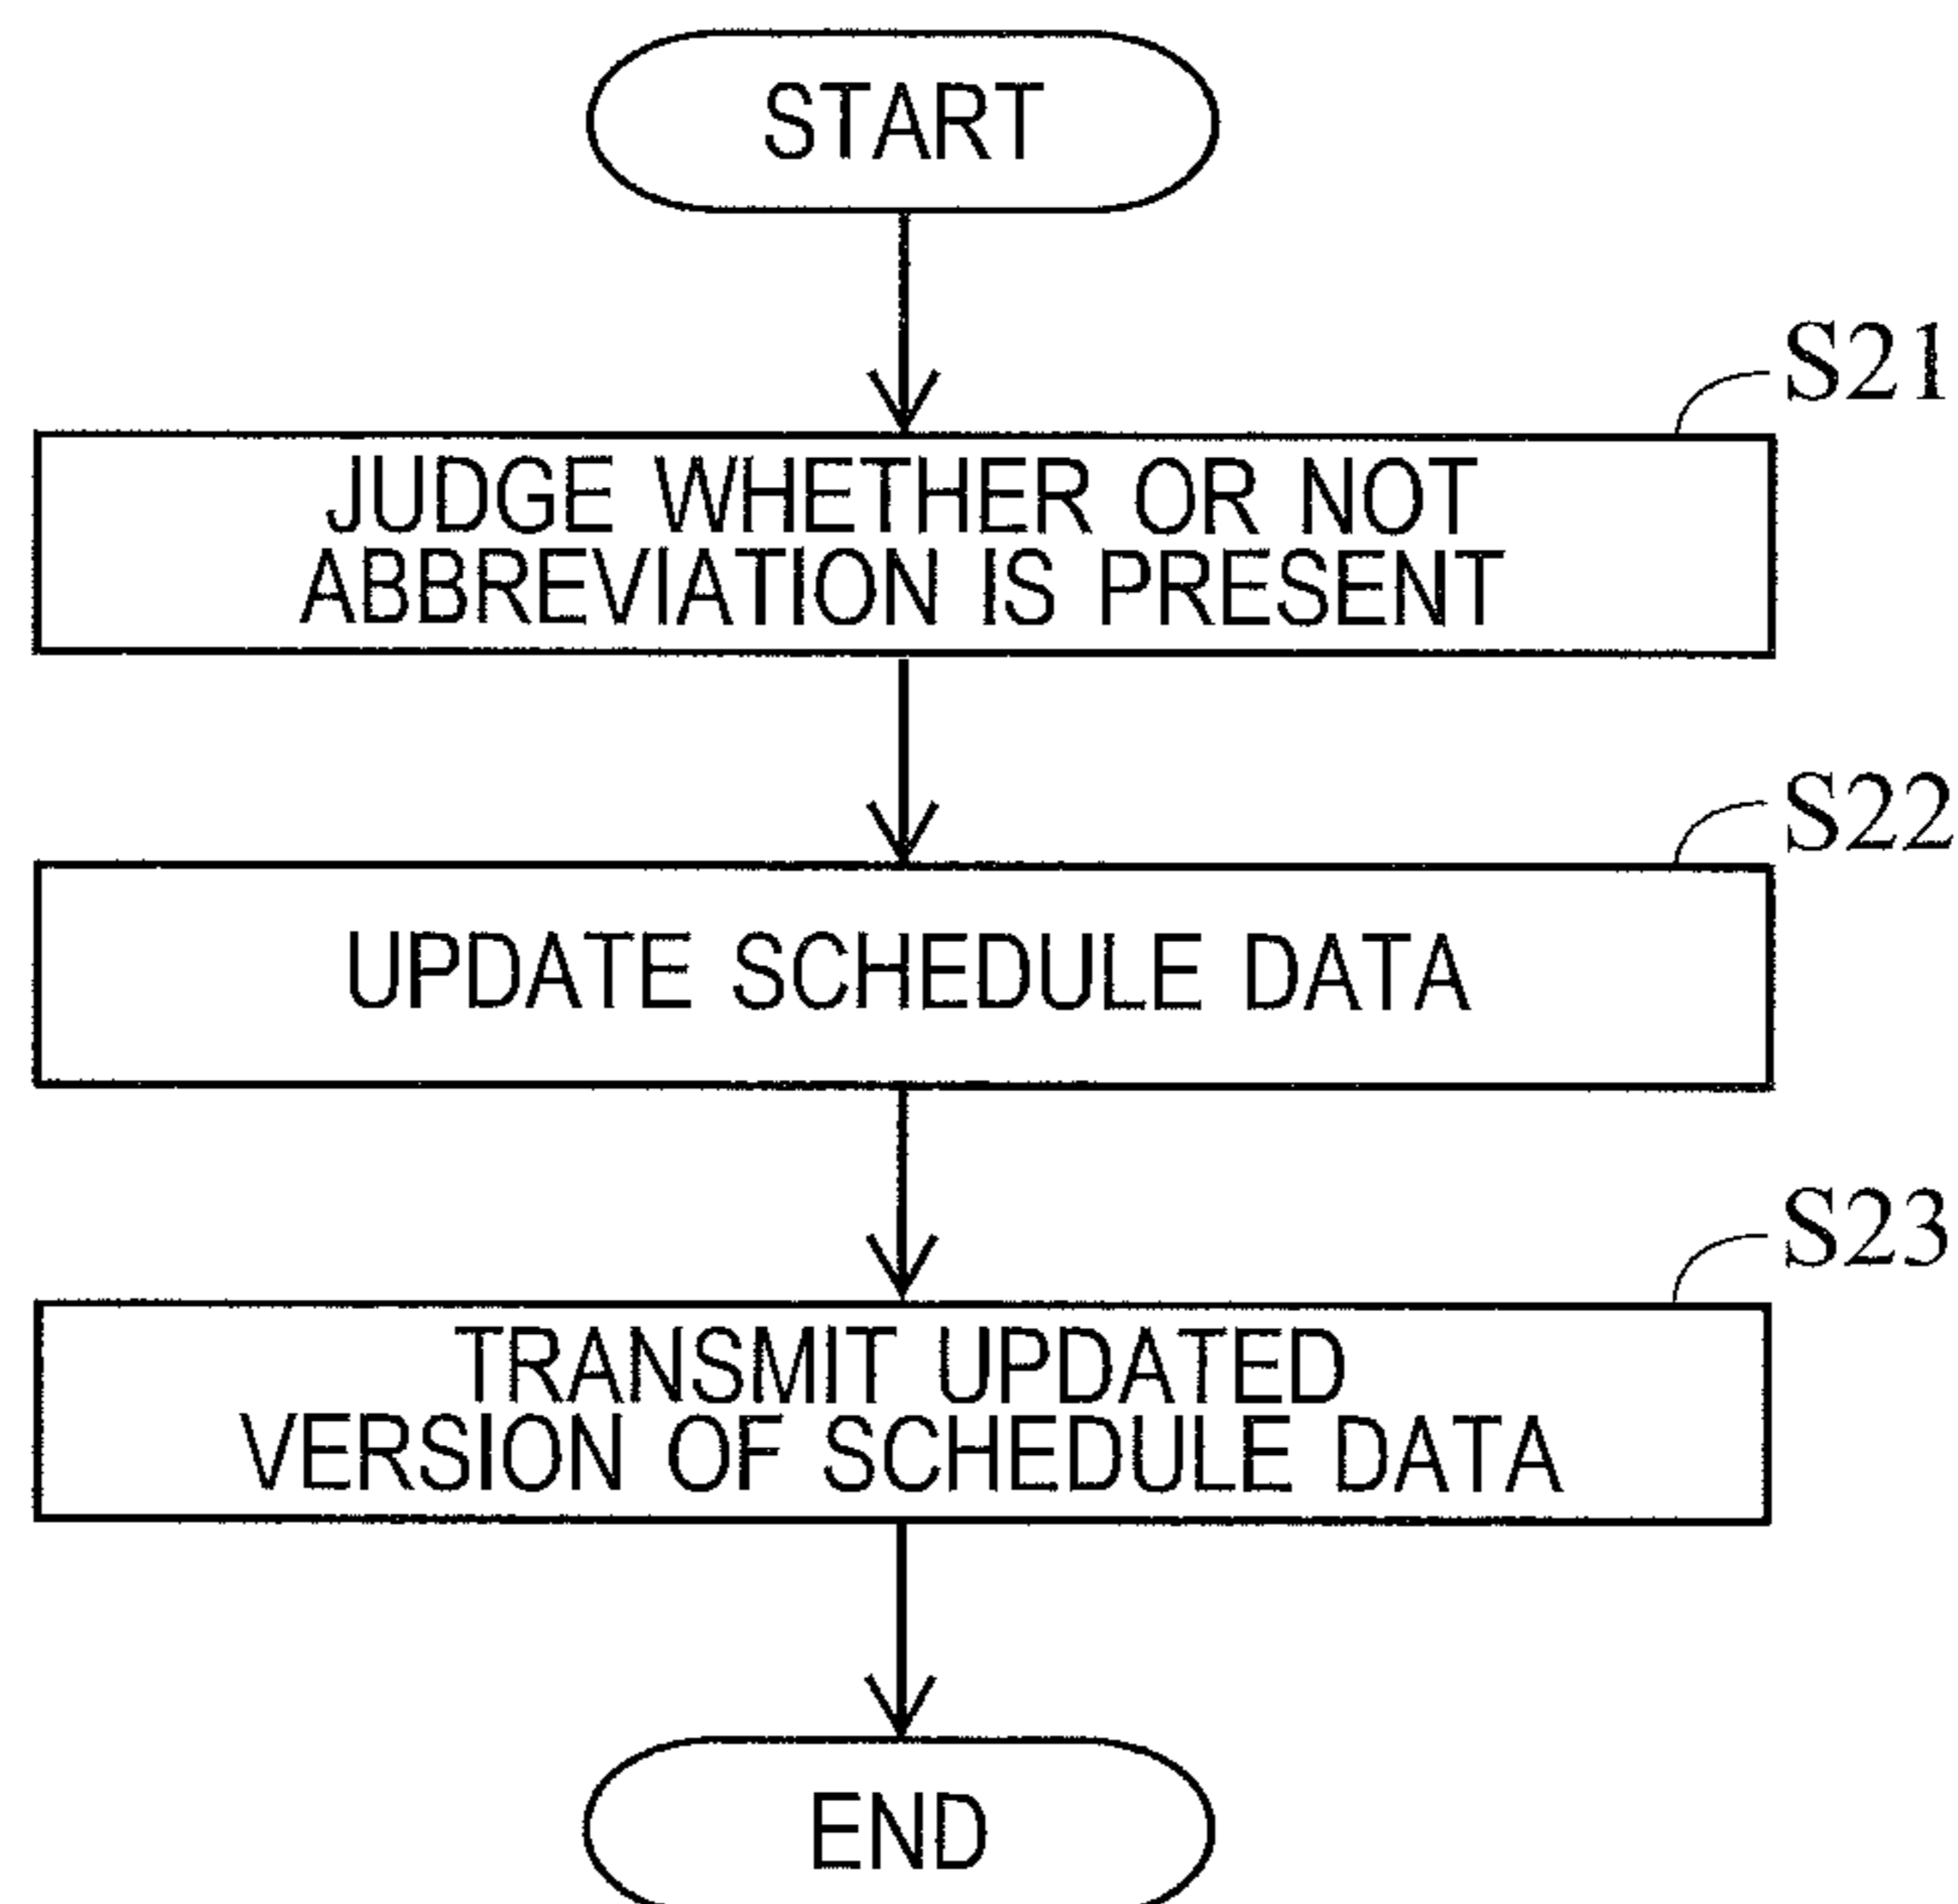 START
S21
JUDGE WHETHER OR NOT
ABBREVIATION IS PRESENT
S22
UPDATE SCHEDULE DATA
S23
TRANSMIT UPDATED
VERSION OF SCHEDULE DATA
END